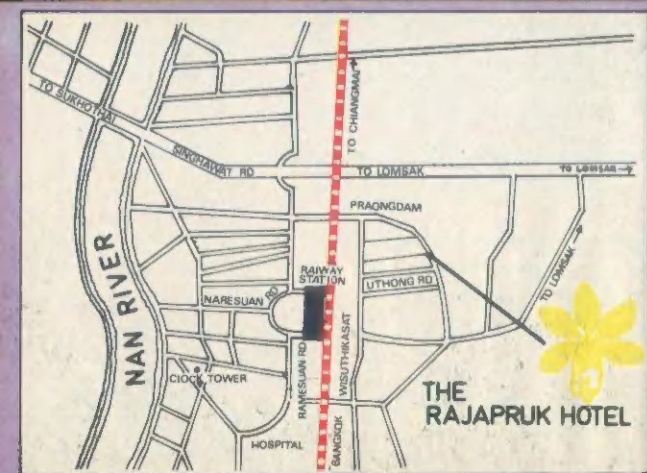 TO CHIANGMAI
TO SUKHOTHAI
SINGHAWAT RD
TO LOMSAK
TO LOMSAK
PRAONGDAM
NAN RIVER
RAIWAY
STATION
UTHONG RD
NARESUAN RD
TO LOMSAK
RAMESUAN RD
WISUTHIKASAT
CIOCK TOWER
THE
RAJAPRUK HOTEL
HOSPITAL
BANGKOK